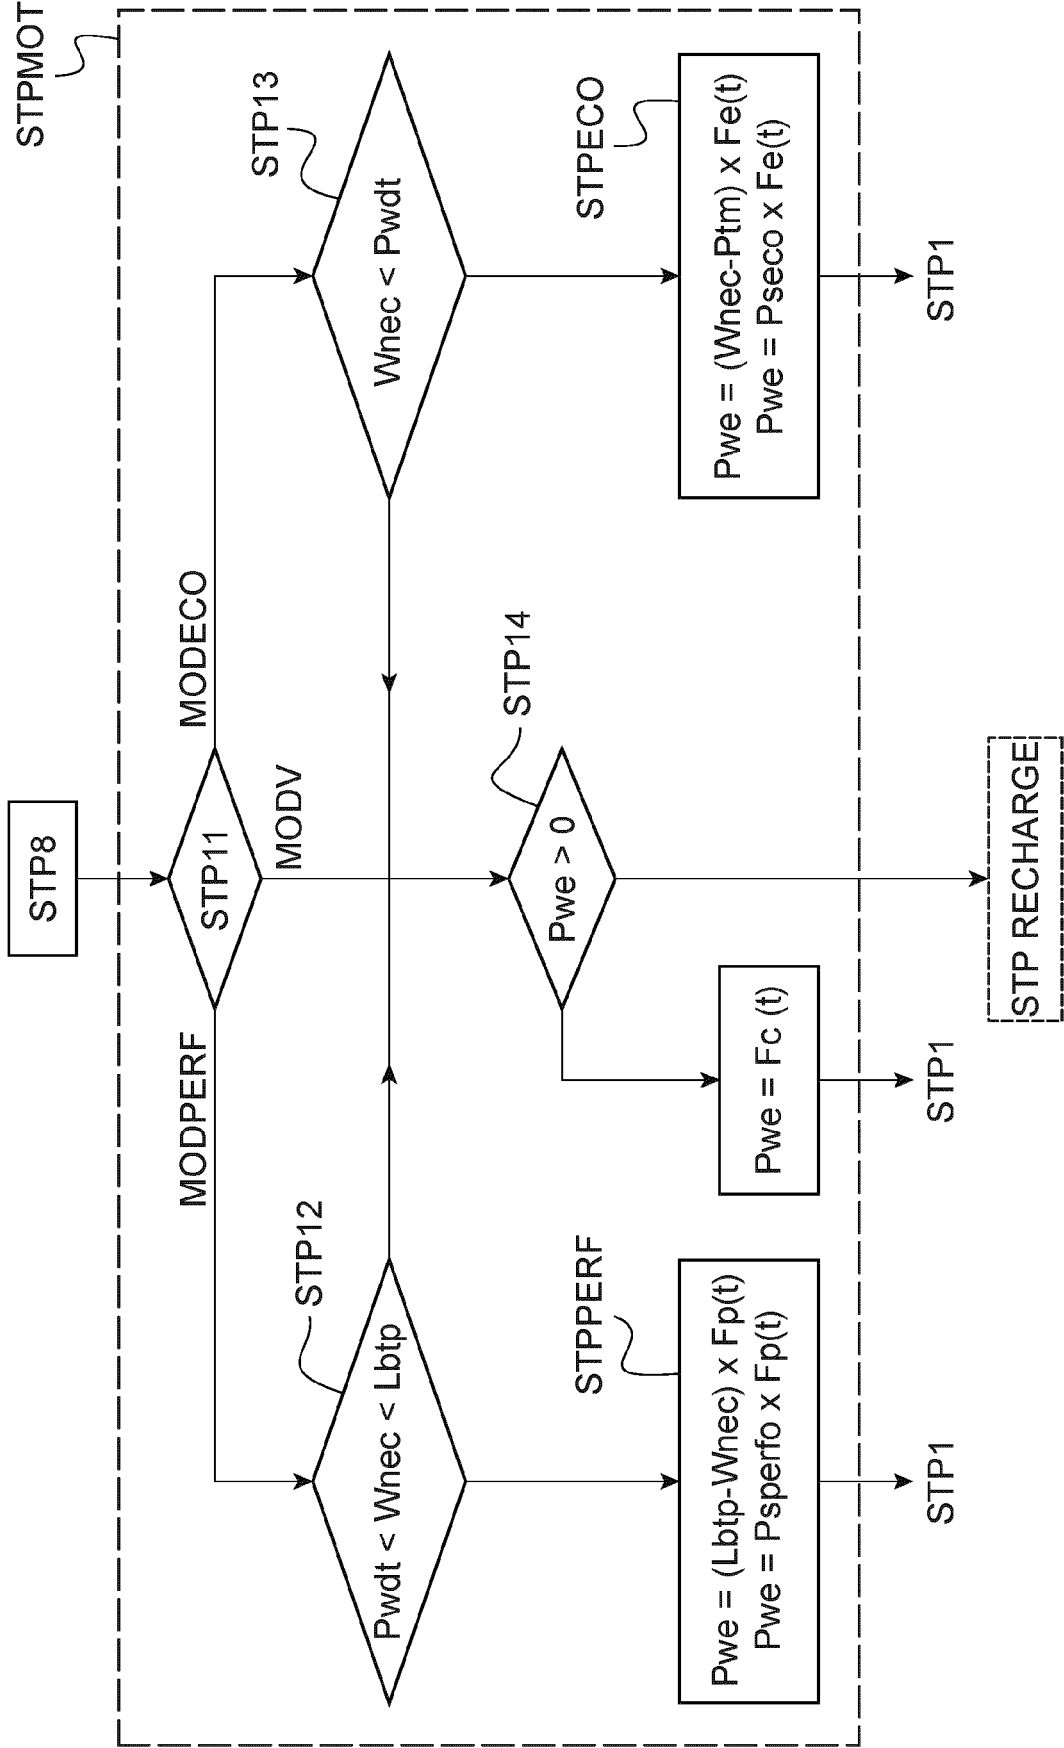 STPMOT
STP8
STP11
MODPERF
MODECO
MODV
STP12
STP13
Pwdt < Wnec < Lbtp
Wnec < Pwdt
STP14
Pwe > 0
STPPERF
STPECO
Pwe = (Lbtp-Wnec) x Fp(t)
Pwe = Psperfo x Fp(t)
Pwe = Fc (t)
Pwe = (Wnec-Ptm) x Fe(t)
Pwe = Pseco x Fe(t)
STP1
STP1
STP1
STP RECHARGE